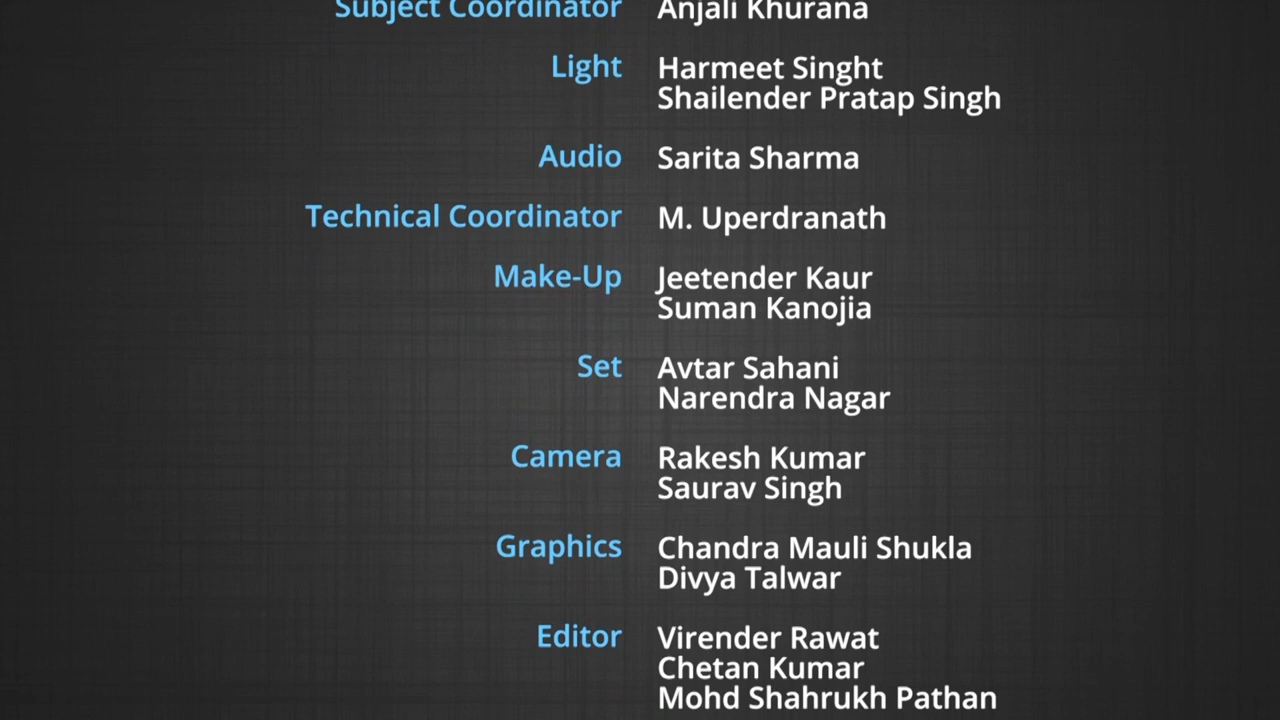 Subject Coordinator Anjali Khurana
Light Harmeet Singht
Shailender Pratap Singh
Audio Sarita Sharma
Technical Coordinator M. Uperdranath
Make-Up Jeetender Kaur
Suman Kanojia
Set Avtar Sahani
Narendra Nagar
Camera Rakesh Kumar
Saurav Singh
Graphics Chandra Mauli Shukla
Divya Talwar
Editor Virender Rawat
Chetan Kumar
Mohd Shahrukh Pathan